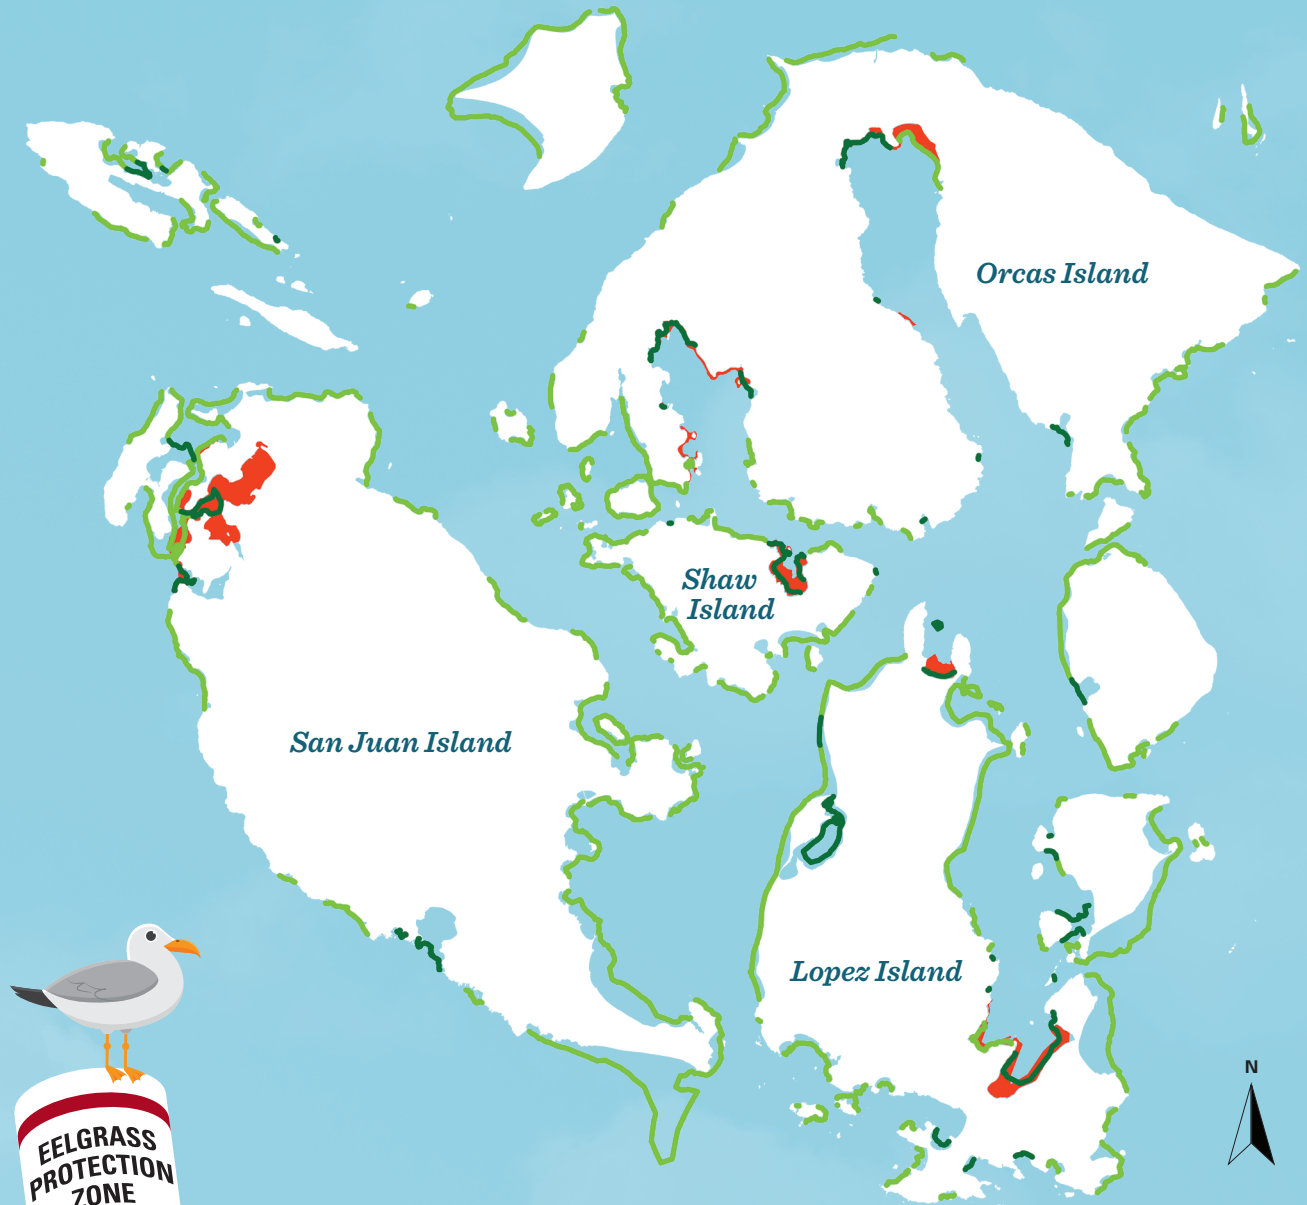 Orcas Island
Shaw
Island
San Juan Island
Lopez Island
N
EELGRASS
PROTECTION
ZONE